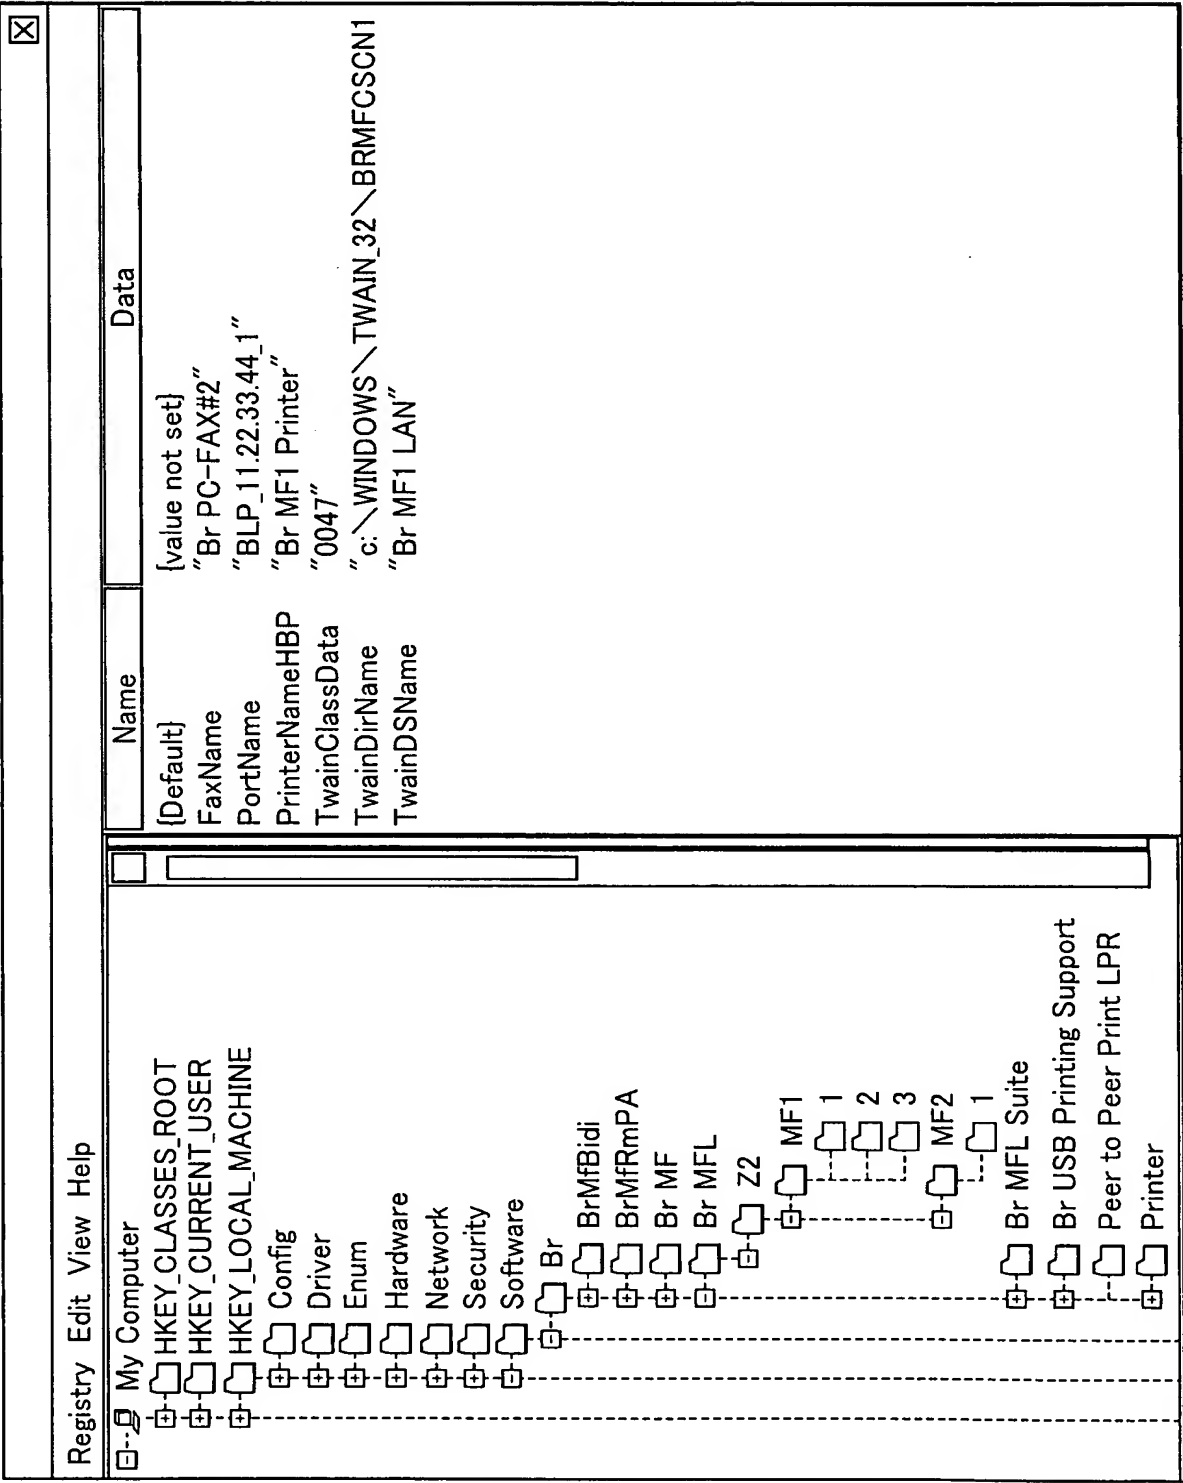 Registry Edit View Help
My Computer
HKEY_CLASSES_ROOT
HKEY_CURRENT_USER
HKEY_LOCAL_MACHINE
Config
Driver
Enum
Hardware
Network
Security
Software
Br
BrMfBidi
BrMfRmPA
Br MF
Br MFL
Z2
MF1
1
2
3
MF2
1
Br MFL Suite
Br USB Printing Support
Peer to Peer Print LPR
Printer
Name Data
{Default} {value not set}
FaxName "Br PC-FAX#2"
PortName "BLP_11.22.33.44_1"
PrinterNameHBP "Br MF1 Printer"
TwainClassData "0047"
TwainDirName "c:\WINDOWS\TWAIN_32\BRMFCSCN1
TwainDSName "Br MF1 LAN"